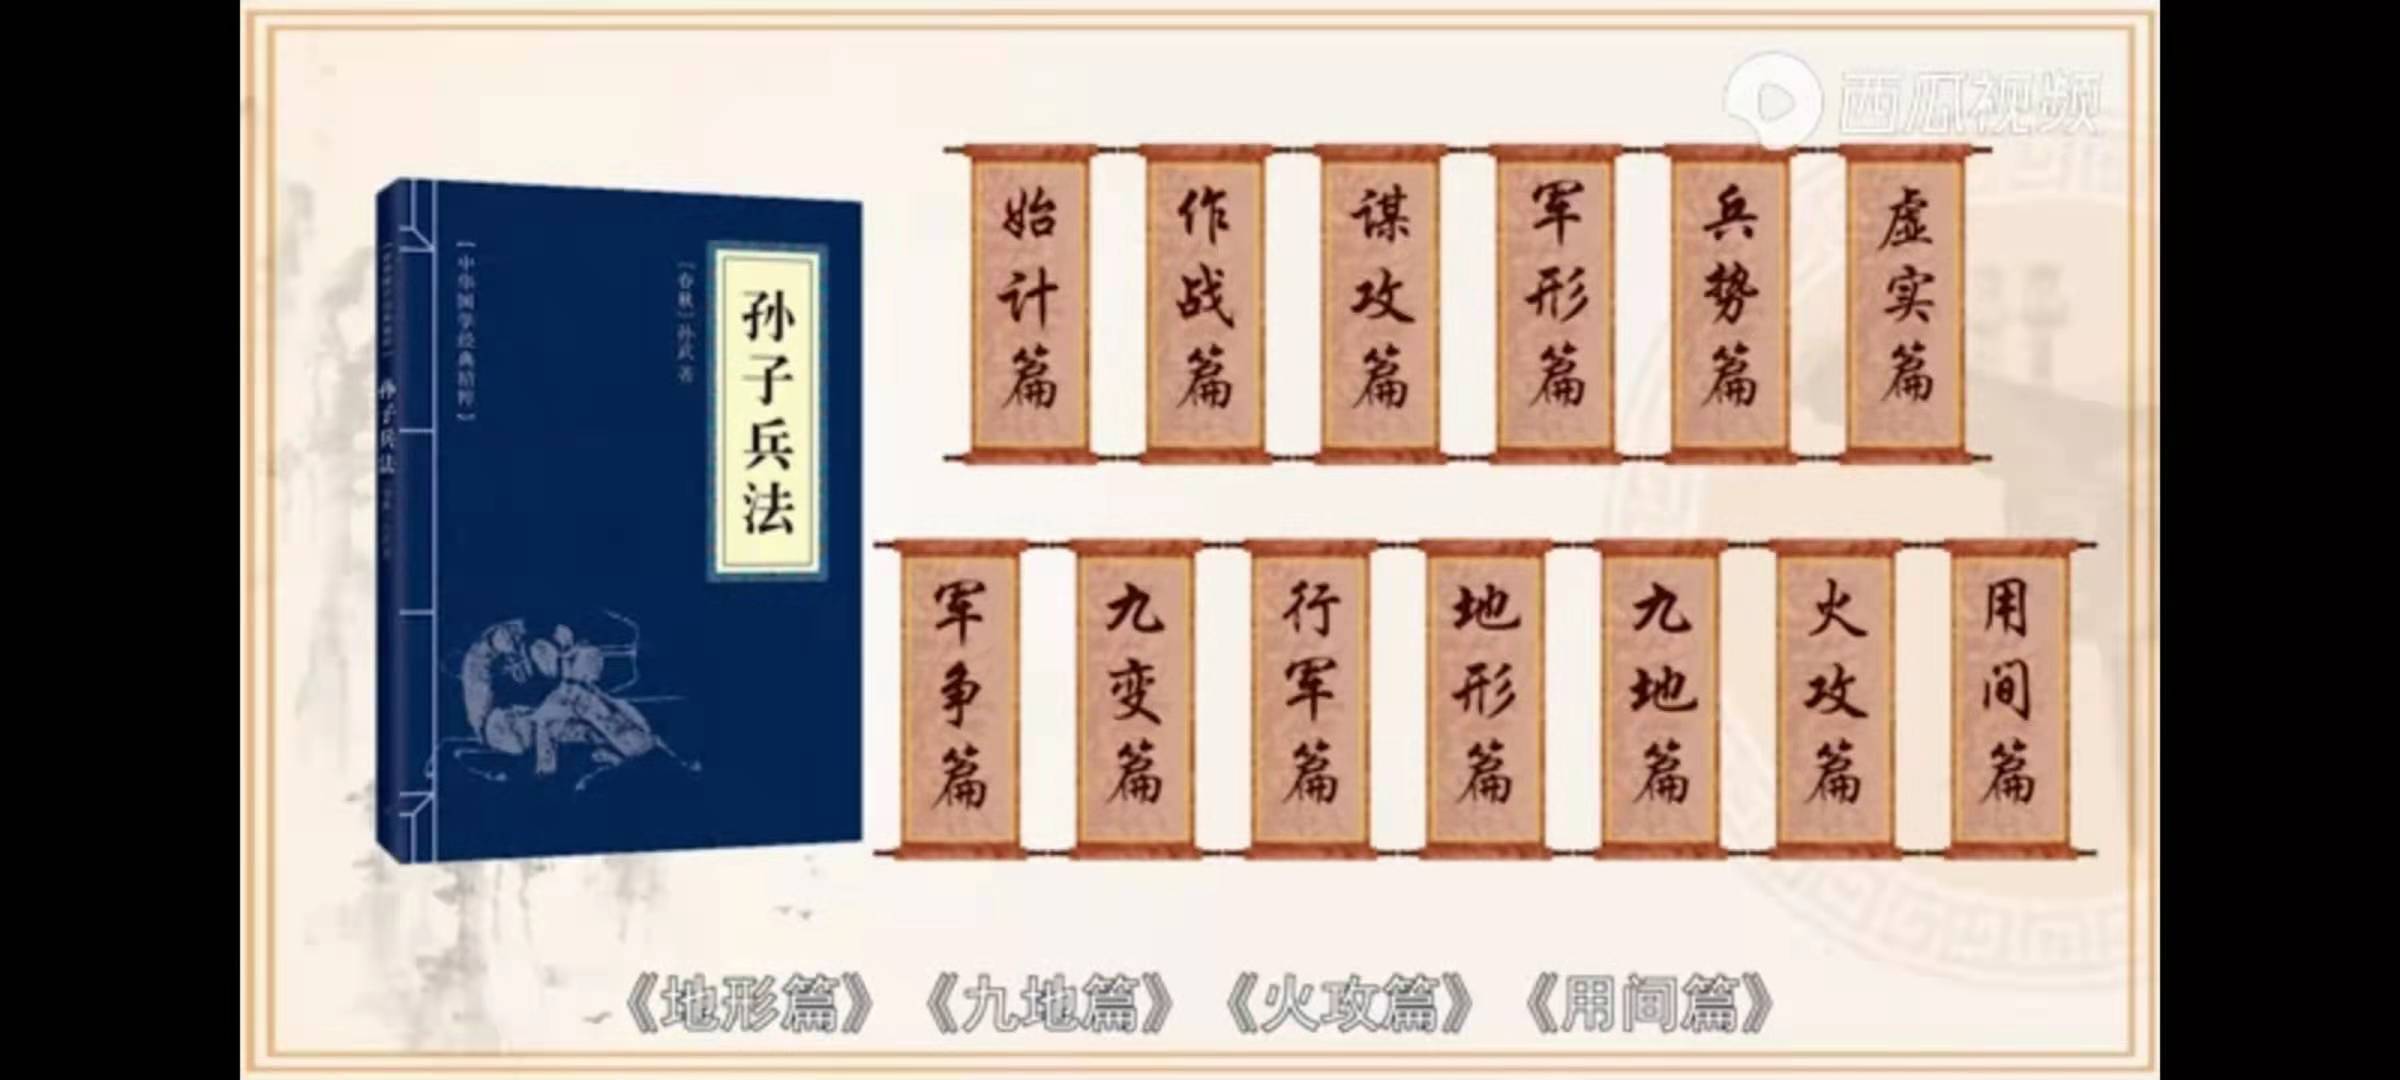 西瓜视频
【中华国学经典精粹】
【春秋】孙武 著
孙子兵法
孙子兵法
始计篇
作战篇
谋攻篇
军形篇
兵势篇
虚实篇
军争篇
九变篇
行军篇
地形篇
九地篇
火攻篇
用间篇
《地形篇》《九地篇》《火攻篇》《用间篇》